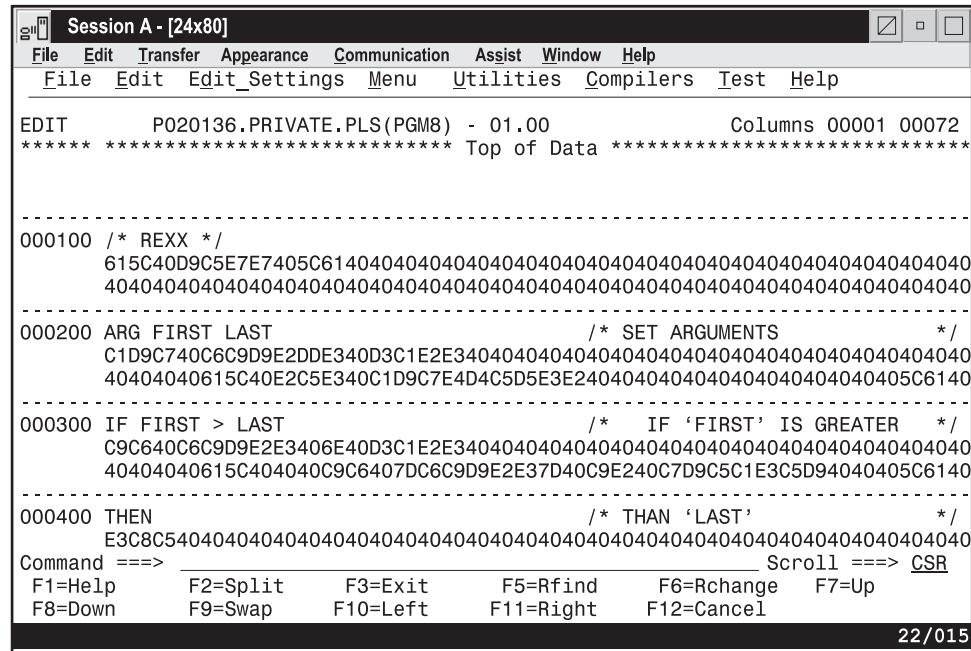 Session A - [24x80]
File Edit Transfer Appearance Communication Assist Window Help
File Edit Edit_Settings Menu Utilities Compilers Test Help
EDIT P020136.PRIVATE.PLS(PGM8) - 01.00 Columns 00001 00072
****** ***************************** Top of Data ******************************
000100 /* REXX */
615C40D9C5E7E7405C614040404040404040404040404040404040404040404040404040
404040404040404040404040404040404040404040404040404040404040404040404040
000200 ARG FIRST LAST /* SET ARGUMENTS */
C1D9C740C6C9D9E2DDE340D3C1E2E3404040404040404040404040404040404040404040
40404040615C40E2C5E340C1D9C7E4D4C5D5E3E2404040404040404040404040405C6140
000300 IF FIRST > LAST /* IF ‘FIRST’ IS GREATER */
C9C640C6C9D9E2E3406E40D3C1E2E3404040404040404040404040404040404040404040
40404040615C404040C9C6407DC6C9D9E2E37D40C9E240C7D9C5C1E3C5D94040405C6140
000400 THEN /* THAN ‘LAST’ */
E3C8C5404040404040404040404040404040404040404040404040404040404040404040
Command ===> Scroll ===> CSR
F1=Help F2=Split F3=Exit F5=Rfind F6=Rchange F7=Up
F8=Down F9=Swap F10=Left F11=Right F12=Cancel
22/015